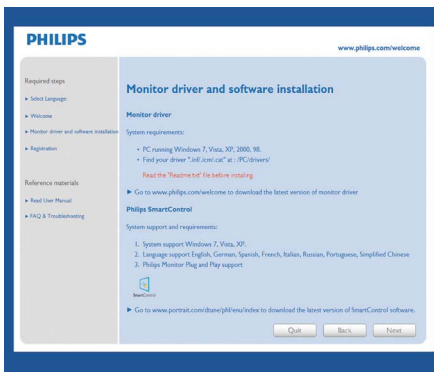 PHILIPS
www.philips.com/welcome
Required steps
Select Language:
Welcome
Monitor driver and software installation
Registration
Reference materials
Read User Manual
FAQ & Troubleshooting
Monitor driver and software installation
Monitor driver
System requirements:
• PC running Windows 7, Vista, XP, 2000, 98.
• Find your driver ".inf/.icm/.cat" at : /PC/drivers/
Read the 'Readme.txt' file before installing.
Go to www.philips.com/welcome to download the latest version of monitor driver
Philips SmartControl
System support and requirements:
1. System support Windows 7, Vista, XP.
2. Language support English, German, Spanish, French, Italian, Russian, Portuguese, Simplified Chinese
3. Philips Monitor Plug and Play support
SmartControl
Go to www.portrait.com/dtune/phl/enu/index to download the latest version of SmartControl software.
Quit
Back
Next